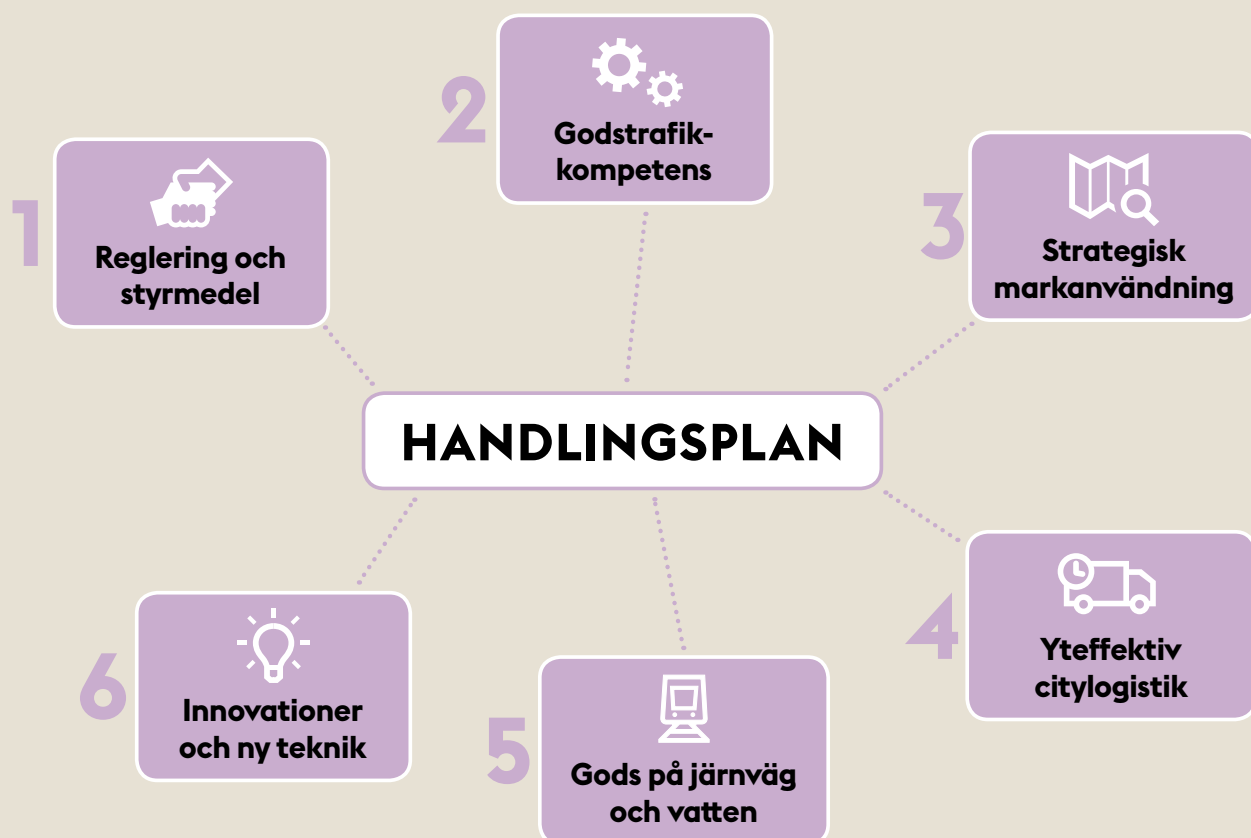 1
Reglering och
styrmedel
2
Godstrafik-
kompetens
3
Strategisk
markanvändning
HANDLINGSPLAN
4
Yteffektiv
citylogistik
5
Gods på järnväg
och vatten
6
Innovationer
och ny teknik